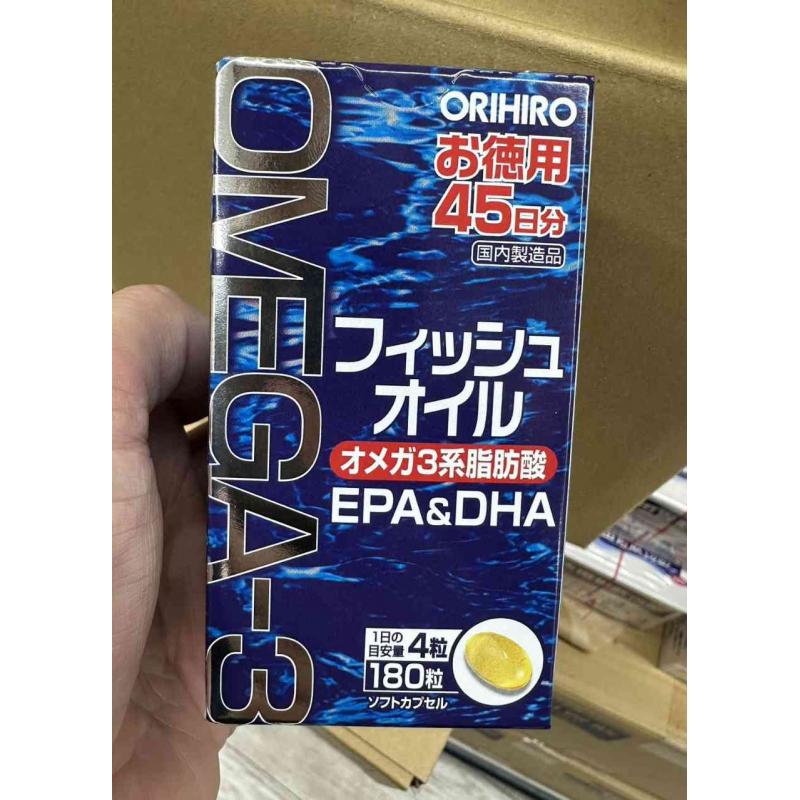 OMEGA-3
ORIHIRO
お徳用
45日分
国内製造品
フィッシュ
オイル
オメガ3系脂肪酸
EPA&DHA
1日の
目安量 4粒
180粒
ソフトカプセル